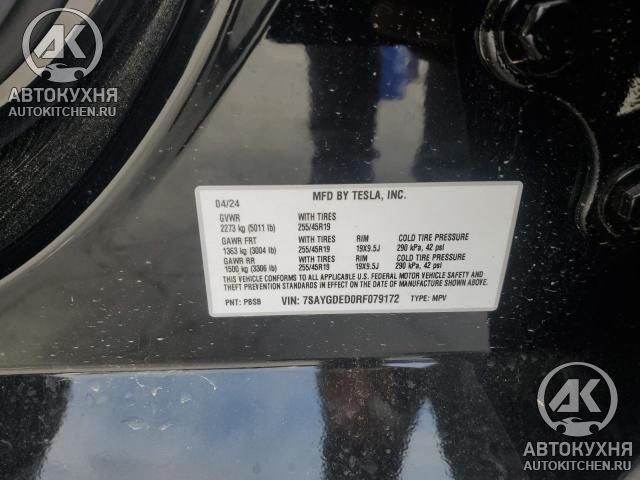 AK
АВТОКУХНЯ
AUTOKITCHEN.RU
MFD BY TESLA, INC.
04/24
GVWR WITH TIRES
2273 kg (5011 lb) 255/45R19
GAWR FRT WITH TIRES RIM COLD TIRE PRESSURE
1363 kg (3004 lb) 255/45R19 19X9.5J 290 kPa, 42 psi
GAWR RR WITH TIRES RIM COLD TIRE PRESSURE
1500 kg (3306 lb) 255/45R19 19X9.5J 290 kPa, 42 psi
THIS VEHICLE CONFORMS TO ALL APPLICABLE U.S. FEDERAL MOTOR VEHICLE SAFETY AND
THEFT PREVENTION STANDARDS IN EFFECT ON THE DATE OF MANUFACTURE SHOWN ABOVE.
PNT: PBSB VIN: 7SAYGDED0RF079172 TYPE: MPV
AK
АВТОКУХНЯ
AUTOKITCHEN.RU